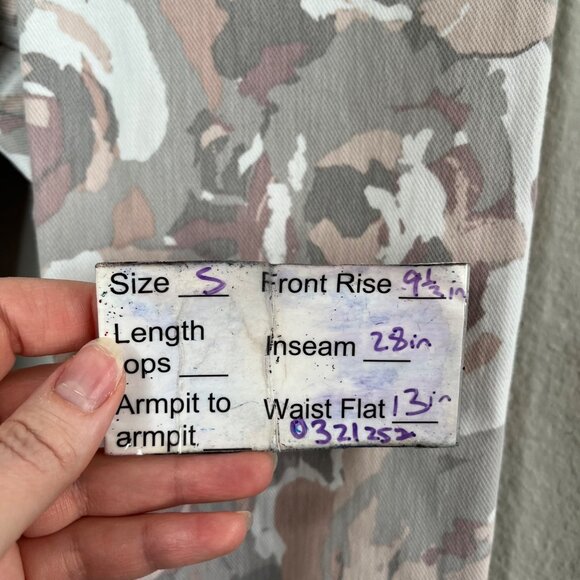 Size S Front Rise 9½ in
Length
ops
Inseam 28in
Armpit to
armpit
Waist Flat 13in
0321252